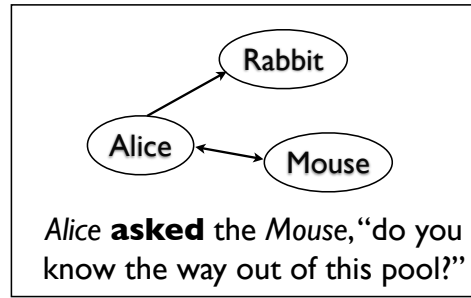 Rabbit
Alice
Mouse
Alice asked the Mouse, “do you
know the way out of this pool?”